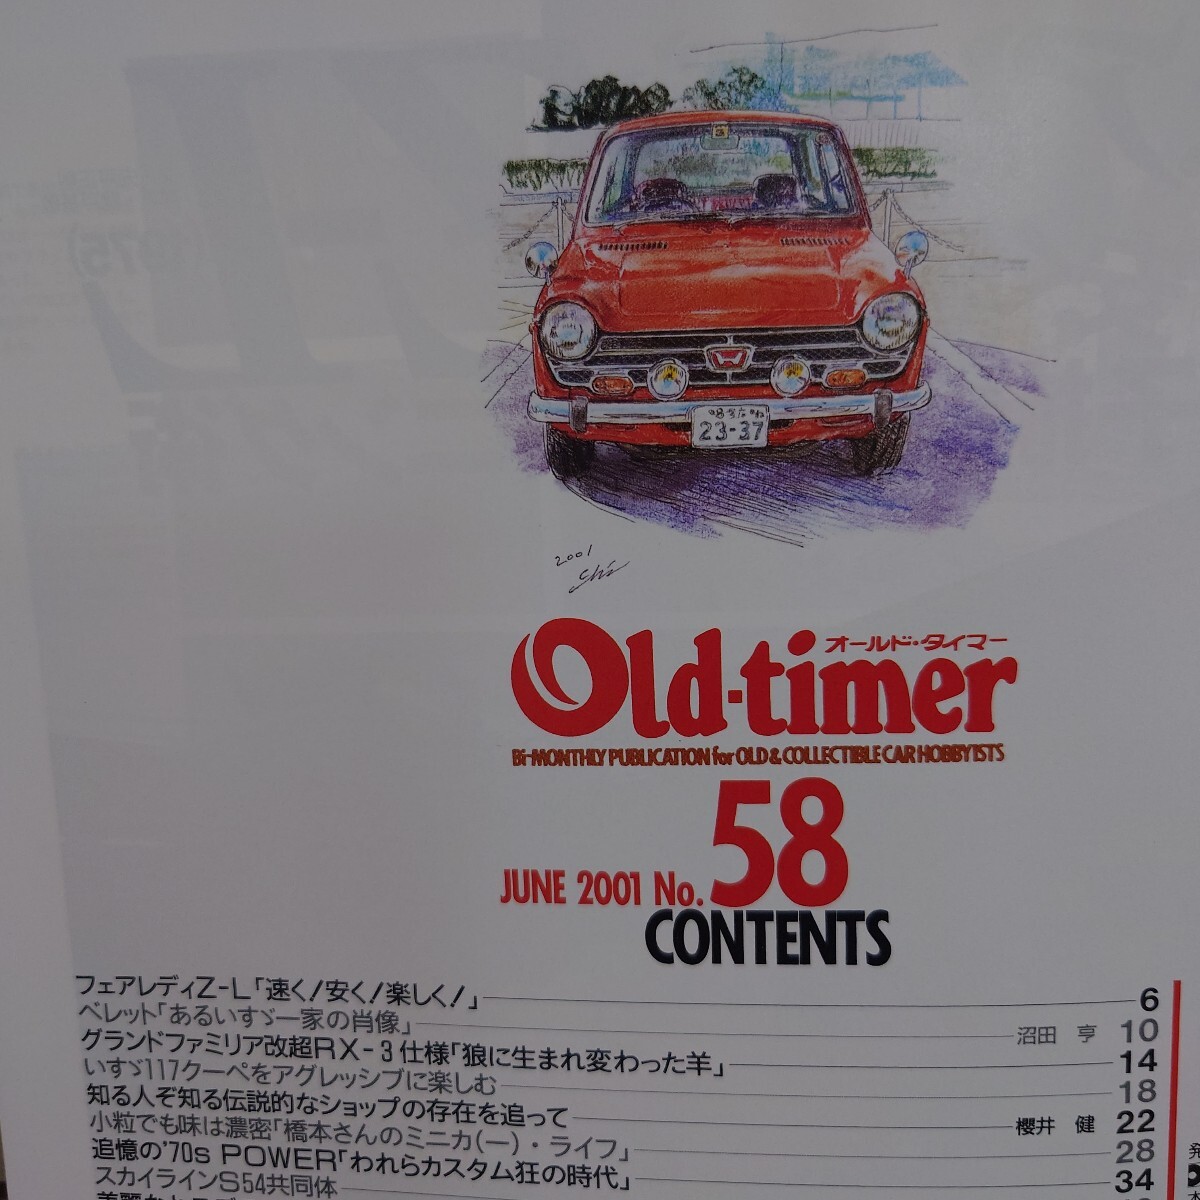 23-37
2001
オールド・タイマー
Old-timer
Bi-MONTHLY PUBLICATION for OLD & COLLECTIBLE CAR HOBBYISTS
JUNE 2001 No. 58
CONTENTS
フェアレディZ-L「速く!安く!楽しく!」 6
ベレット「あるいすゞ一家の肖像」 沼田 亨 10
グランドファミリア改超RX-3仕様「狼に生まれ変わった羊」 14
いすゞ117クーペをアグレッシブに楽しむ 18
知る人ぞ知る伝説的なショップの存在を追って 櫻井 健 22
小粒でも味は濃密「橋本さんのミニカ(ー)・ライフ」 28
追憶の'70s POWER「われらカスタム狂の時代」 34
スカイラインS54共同体
発